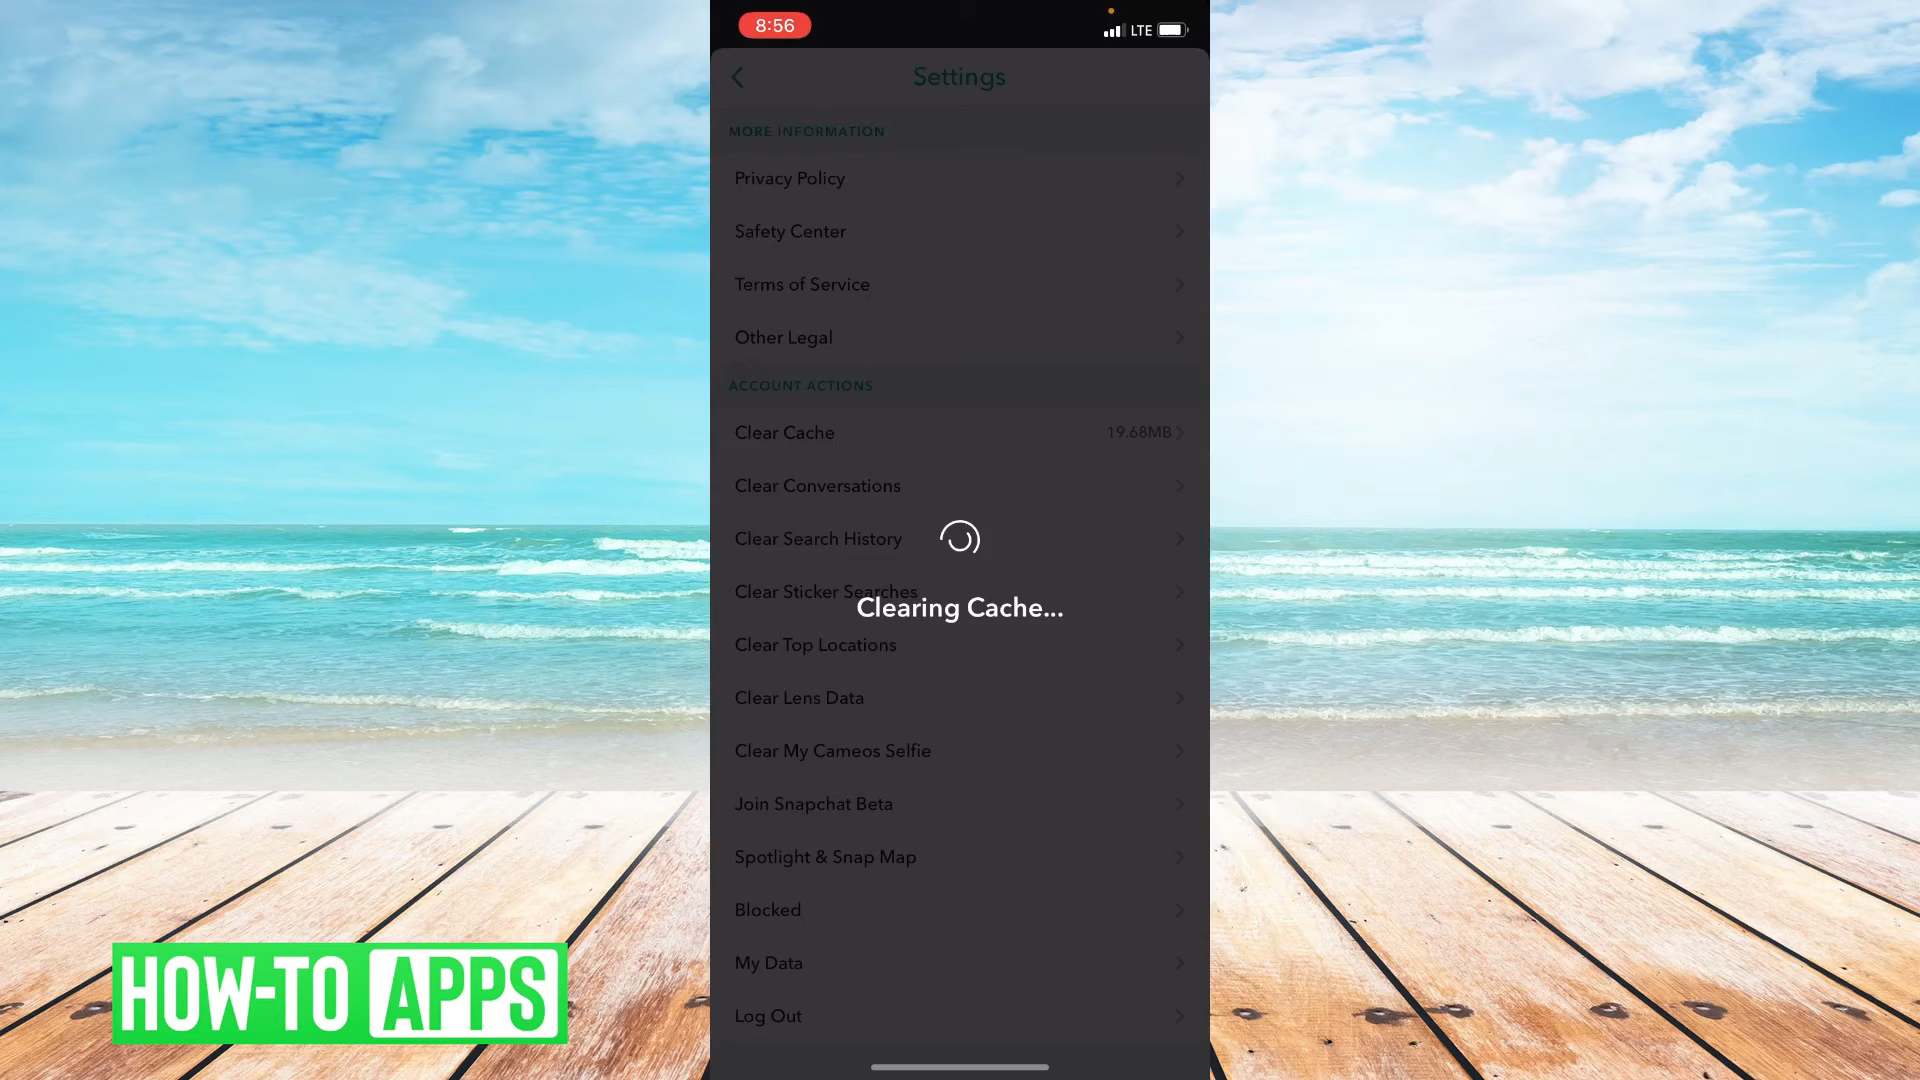 8:56
LTE
Settings
MORE INFORMATION
Privacy Policy
Safety Center
Terms of Service
Other Legal
ACCOUNT ACTIONS
Clear Cache 19.68MB
Clear Conversations
Clear Search History
Clear Sticker Searches
Clearing Cache...
Clear Top Locations
Clear Lens Data
Clear My Cameos Selfie
Join Snapchat Beta
Spotlight & Snap Map
Blocked
My Data
Log Out
HOW-TO APPS